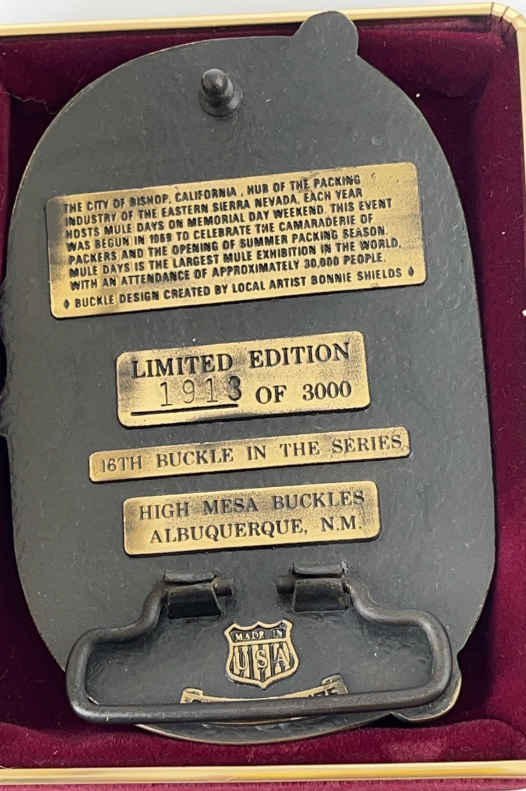 THE CITY OF BISHOP, CALIFORNIA, HUB OF THE PACKING
INDUSTRY OF THE EASTERN SIERRA NEVADA, EACH YEAR
HOSTS MULE DAYS ON MEMORIAL DAY WEEKEND. THIS EVENT
WAS BEGUN IN 1969 TO CELEBRATE THE CAMARADERIE OF
PACKERS AND THE OPENING OF SUMMER PACKING SEASON.
MULE DAYS IS THE LARGEST MULE EXHIBITION IN THE WORLD,
WITH AN ATTENDANCE OF APPROXIMATELY 30,000 PEOPLE.
♦ BUCKLE DESIGN CREATED BY LOCAL ARTIST BONNIE SHIELDS ♦
LIMITED EDITION
1913 OF 3000
16TH BUCKLE IN THE SERIES
HIGH MESA BUCKLES
ALBUQUERQUE, N.M.
MADE IN
USA